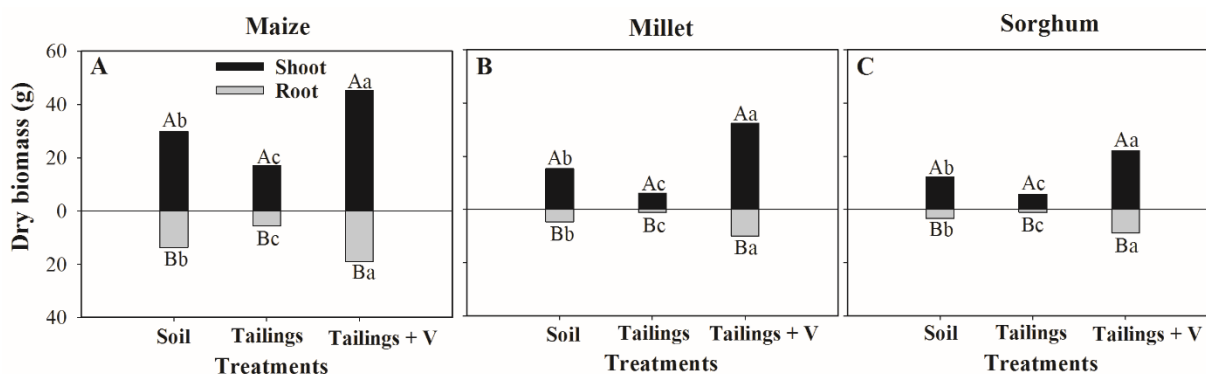 Maize
Millet
Sorghum
Dry biomass (g)
60
40
20
0
20
40
A
Shoot
Root
Ab
Ac
Aa
Bb
Bc
Ba
Soil
Tailings
Tailings + V
Treatments
B
Ab
Ac
Aa
Bb
Bc
Ba
Soil
Tailings
Tailings + V
Treatments
C
Ab
Ac
Aa
Bb
Bc
Ba
Soil
Tailings
Tailings + V
Treatments